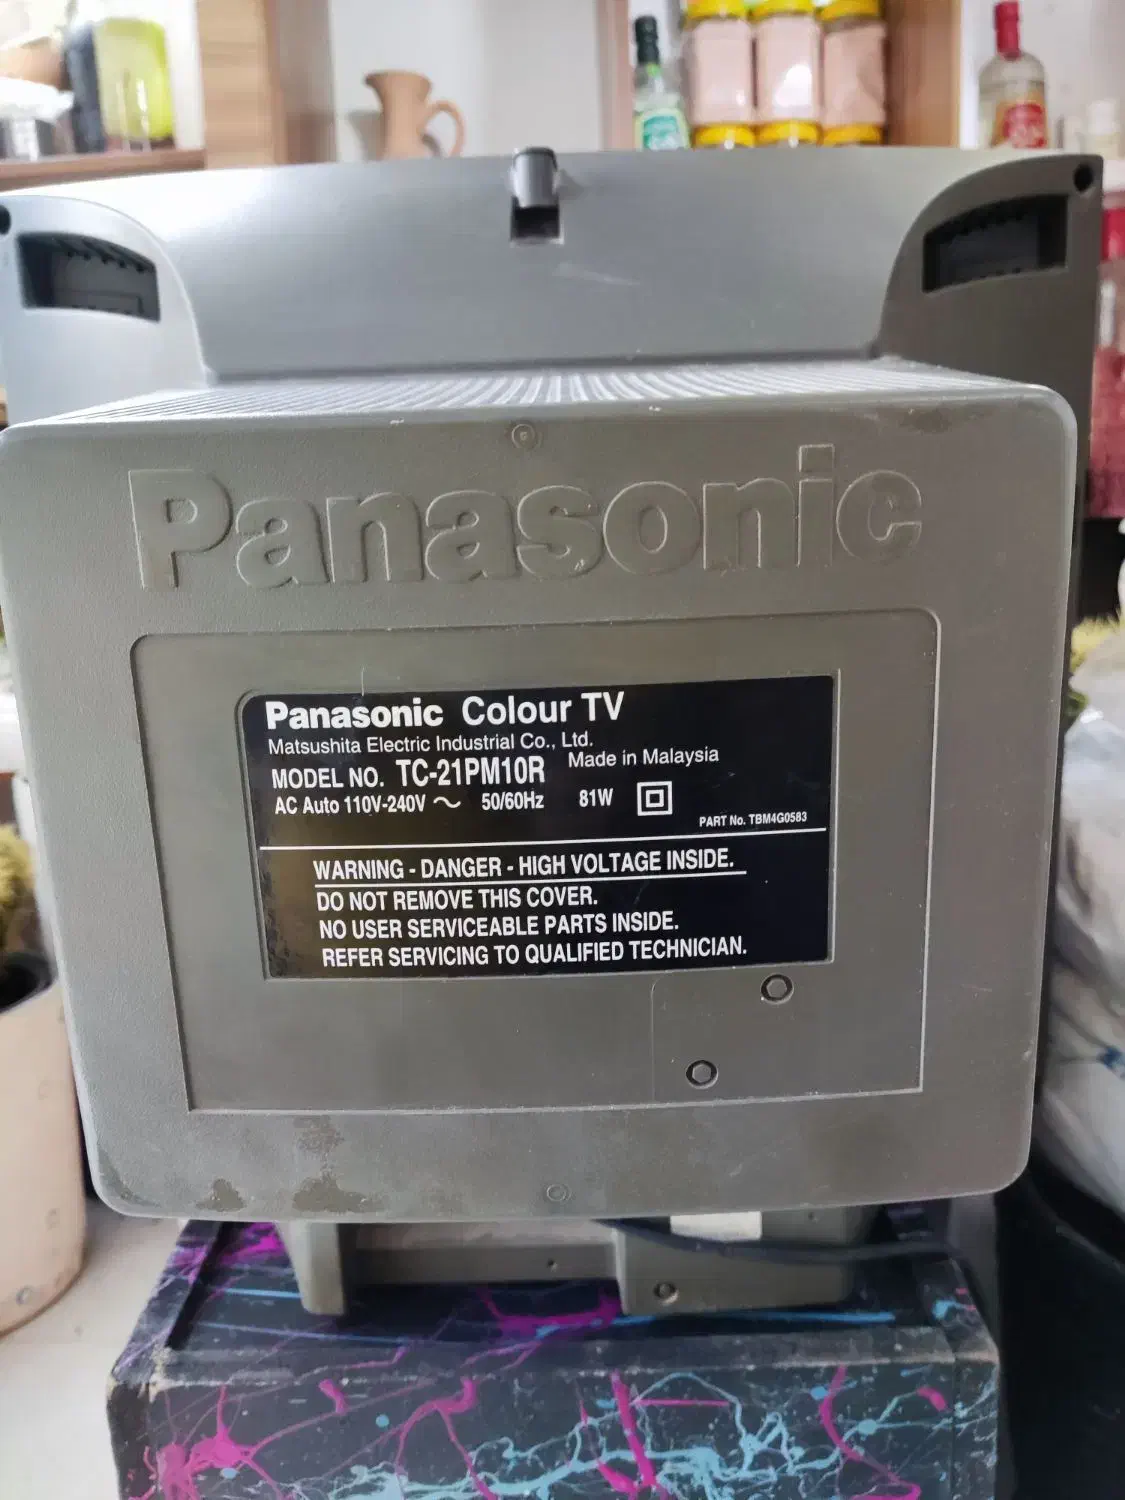 Panasonic
Panasonic Colour TV
Matsushita Electric Industrial Co., Ltd.
Made in Malaysia
MODEL NO. TC-21PM10R
AC Auto 110V-240V ～ 50/60Hz 81W
PART No. TBM4G0583
WARNING - DANGER - HIGH VOLTAGE INSIDE.
DO NOT REMOVE THIS COVER.
NO USER SERVICEABLE PARTS INSIDE.
REFER SERVICING TO QUALIFIED TECHNICIAN.